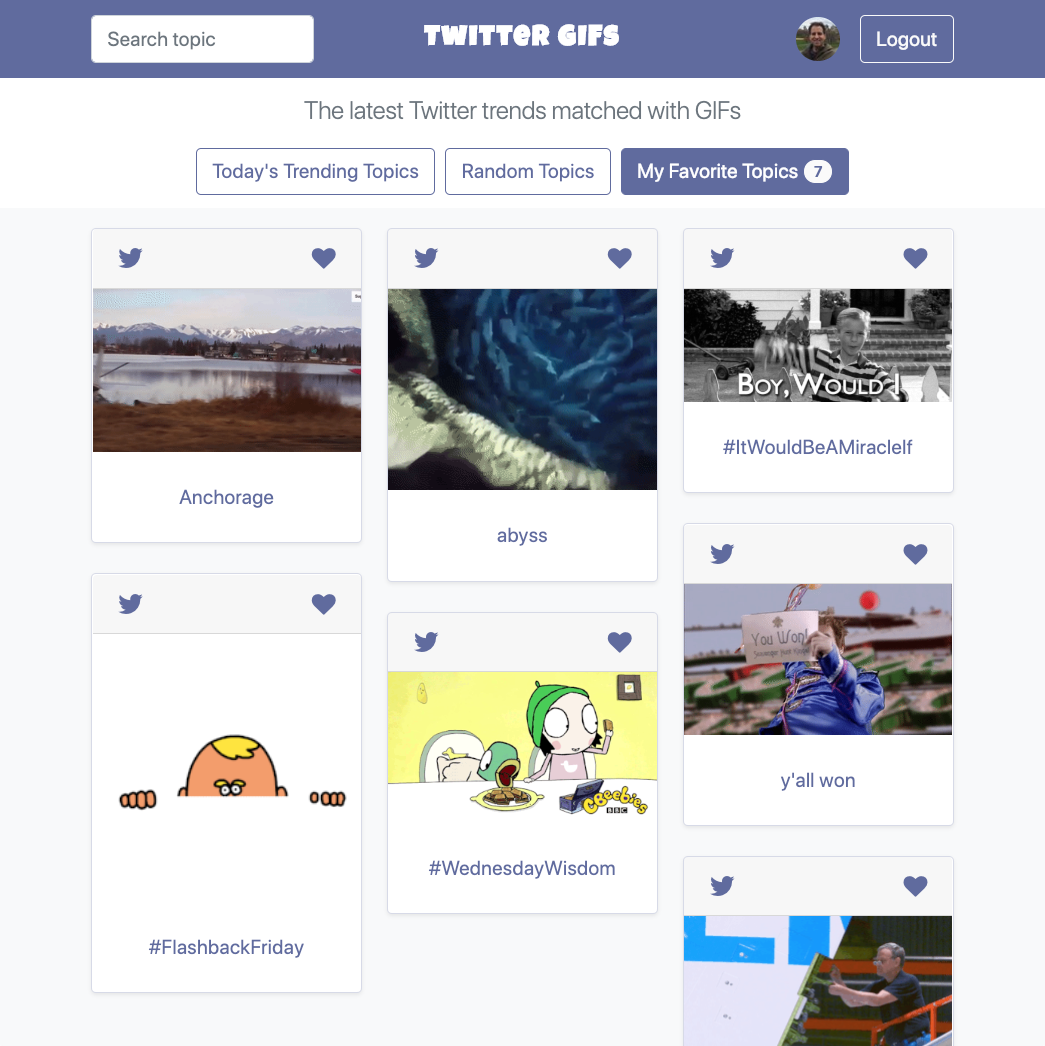 Search topic
TWITTER GIFS
Logout
The latest Twitter trends matched with GIFs
Today's Trending Topics
Random Topics
My Favorite Topics 7
Anchorage
abyss
BOY, WOULD I
#ItWouldBeAMiracleIf
You Won!
y'all won
CBeebies
BBC
#WednesdayWisdom
#FlashbackFriday